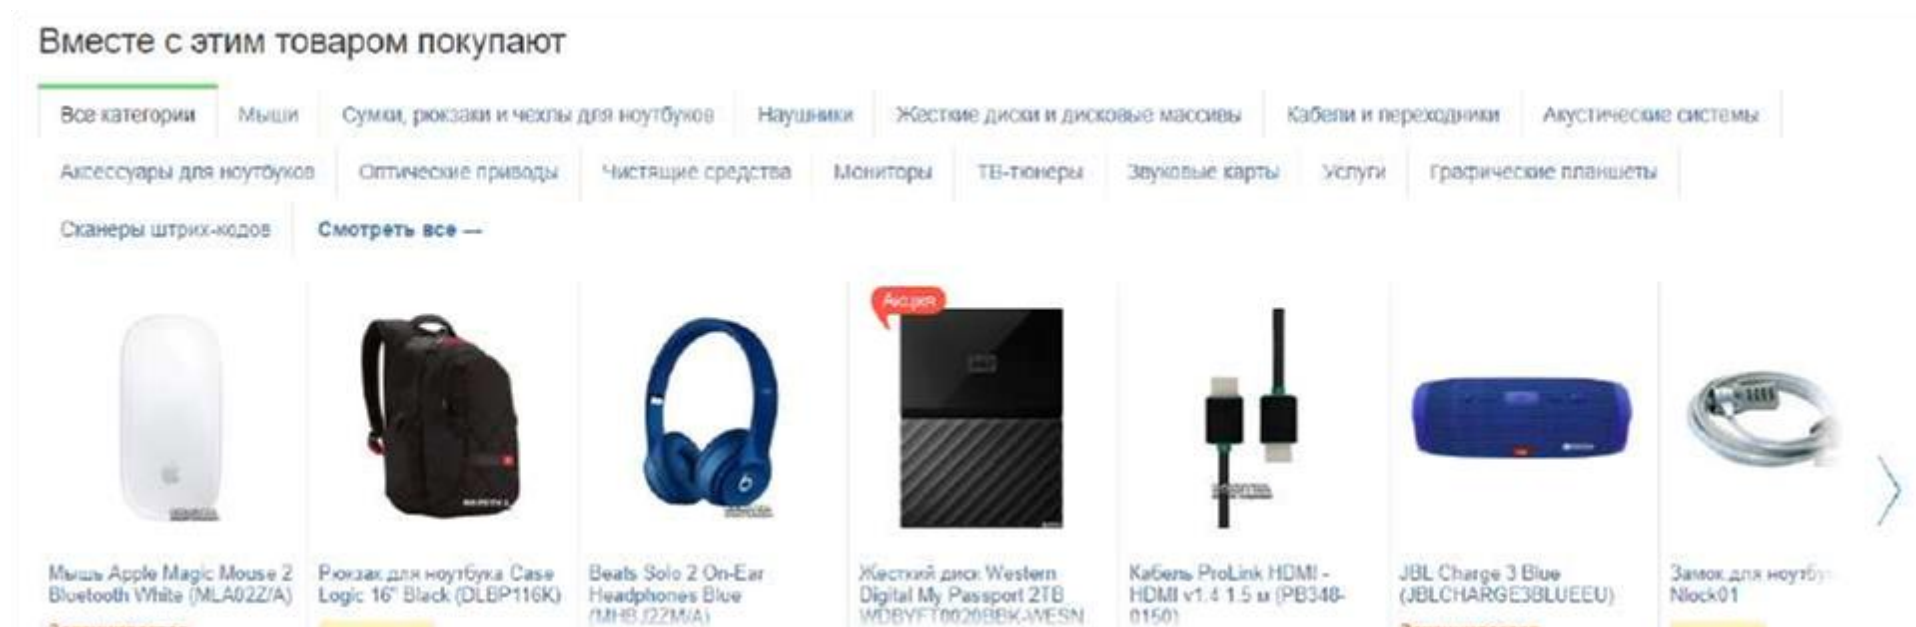 Вместе с этим товаром покупают
Все категории Мыши Сумки, рюкзаки и чехлы для ноутбуков Наушники Жесткие диски и дисковые массивы Кабели и переходники Акустические системы
Аксессуары для ноутбуков Оптические приводы Чистящие средства Мониторы ТВ-тюнеры Звуковые карты Услуги Графические планшеты
Сканеры штрих-кодов Смотреть все —
Акция
Мышь Apple Magic Mouse 2
Bluetooth White (MLA02Z/A)
Рюкзак для ноутбука Case
Logic 16" Black (DLBP116K)
Beats Solo 2 On-Ear
Headphones Blue
(MHBJ2ZM/A)
Жесткий диск Western
Digital My Passport 2TB
WDBYFT0020BBK-WESN
Кабель ProLink HDMI -
HDMI v1.4 1.5 м (PB348-
0150)
JBL Charge 3 Blue
(JBLCHARGE3BLUEEU)
Замок для
Nlock01